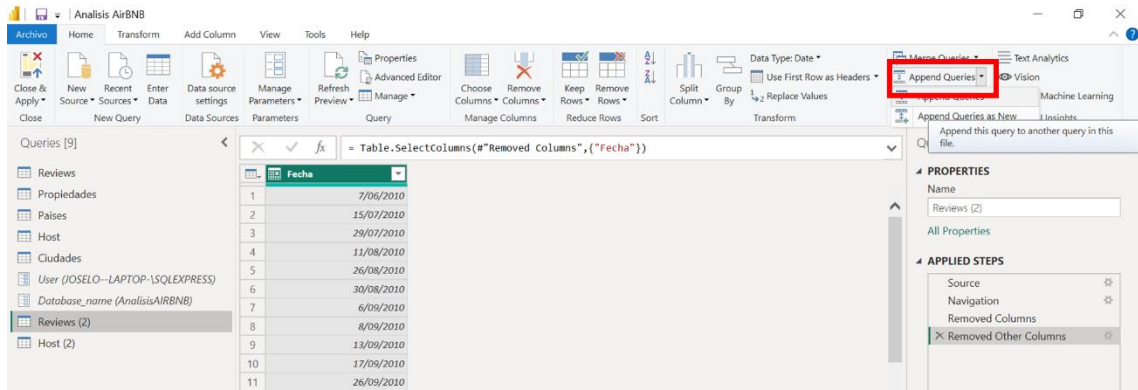 Analisis AirBNB
Archivo Home Transform Add Column View Tools Help
Close & Apply
New Source
Recent Sources
Enter Data
Data source settings
Manage Parameters
Refresh Preview
Properties
Advanced Editor
Manage
Choose Columns
Remove Columns
Keep Rows
Remove Rows
Split Column
Group By
Data Type: Date
Use First Row as Headers
Replace Values
Merge Queries
Append Queries
Append Queries
Append Queries as New
Text Analytics
Vision
Machine Learning
Close New Query Data Sources Parameters Query Manage Columns Reduce Rows Sort Transform Insights
Append this query to another query in this file.
Queries [9]
Reviews
Propiedades
Paises
Host
Ciudades
User (JOSELO--LAPTOP-\SQLEXPRESS)
Database_name (AnalisisAIRBNB)
Reviews (2)
Host (2)
fx = Table.SelectColumns(#"Removed Columns",{"Fecha"})
Fecha
1 7/06/2010
2 15/07/2010
3 29/07/2010
4 11/08/2010
5 26/08/2010
6 30/08/2010
7 6/09/2010
8 8/09/2010
9 13/09/2010
10 17/09/2010
11 26/09/2010
PROPERTIES
Name
Reviews (2)
All Properties
APPLIED STEPS
Source
Navigation
Removed Columns
Removed Other Columns